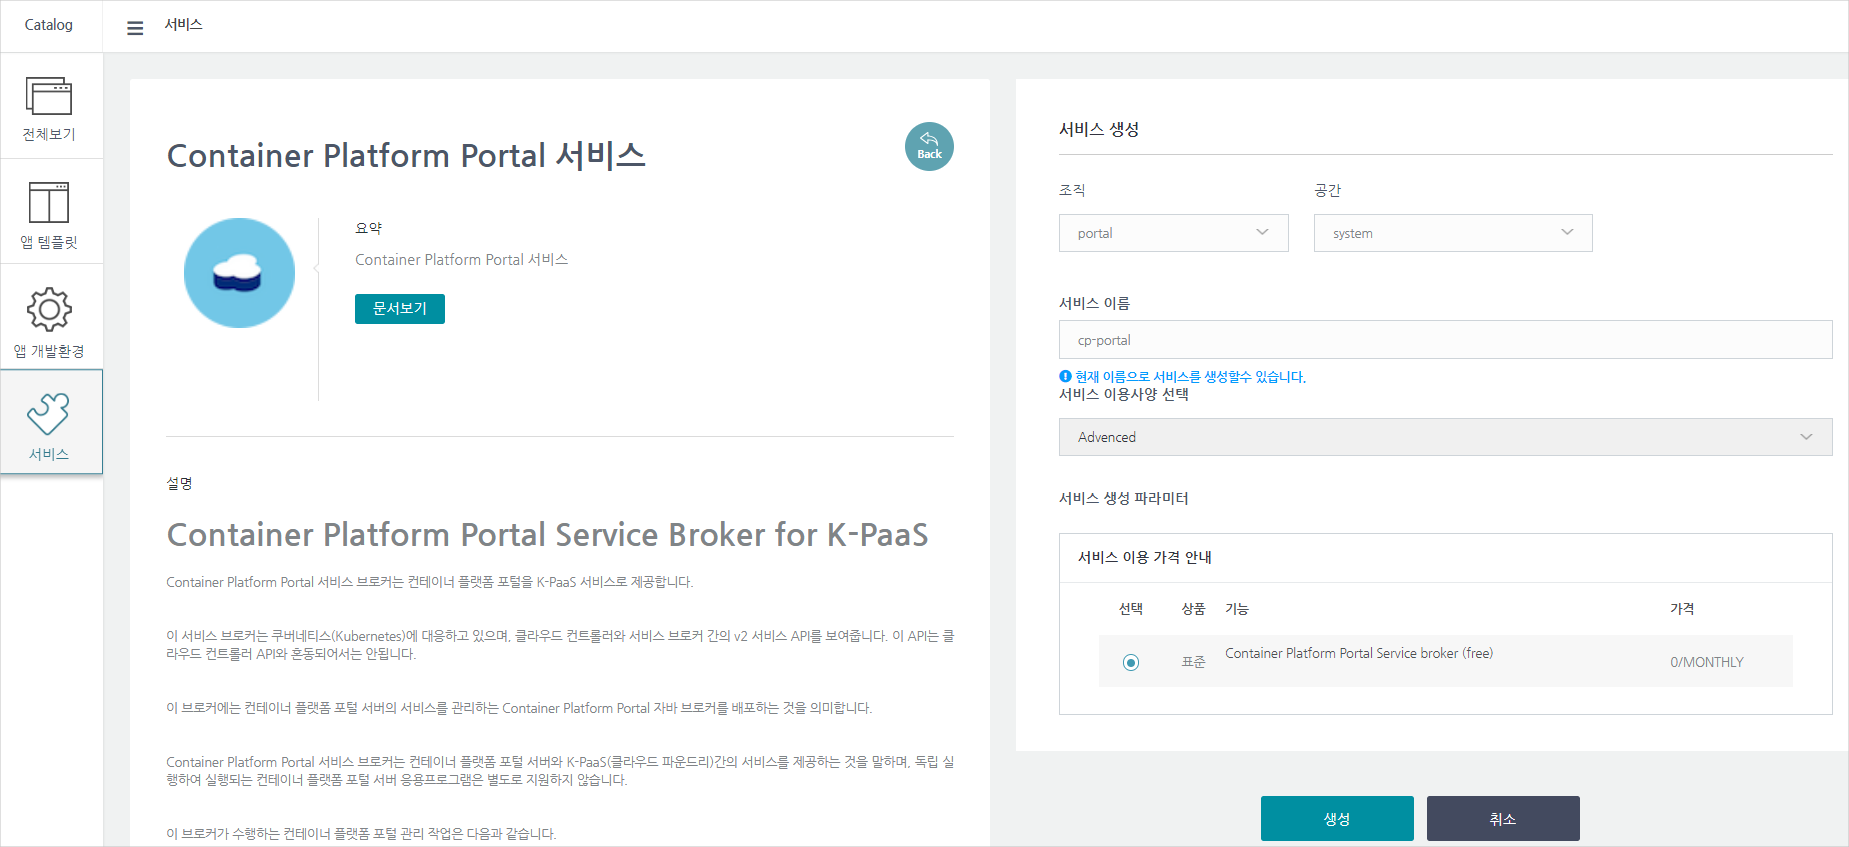 Catalog
서비스
전체보기
앱 템플릿
앱 개발환경
서비스
Container Platform Portal 서비스
Back
요약
Container Platform Portal 서비스
문서보기
설명
Container Platform Portal Service Broker for K-PaaS
Container Platform Portal 서비스 브로커는 컨테이너 플랫폼 포털을 K-PaaS 서비스로 제공합니다.
이 서비스 브로커는 쿠버네티스(Kubernetes)에 대응하고 있으며, 클라우드 컨트롤러와 서비스 브로커 간의 v2 서비스 API를 보여줍니다. 이 API는 클
라우드 컨트롤러 API와 혼동되어서는 안됩니다.
이 브로커에는 컨테이너 플랫폼 포털 서버의 서비스를 관리하는 Container Platform Portal 자바 브로커를 배포하는 것을 의미합니다.
Container Platform Portal 서비스 브로커는 컨테이너 플랫폼 포털 서버와 K-PaaS(클라우드 파운드리)간의 서비스를 제공하는 것을 말하며, 독립 실
행하여 실행되는 컨테이너 플랫폼 포털 서버 응용프로그램은 별도로 지원하지 않습니다.
이 브로커가 수행하는 컨테이너 플랫폼 포털 관리 작업은 다음과 같습니다.
서비스 생성
조직 공간
portal system
서비스 이름
cp-portal
현재 이름으로 서비스를 생성할수 있습니다.
서비스 이용사양 선택
Advenced
서비스 생성 파라미터
서비스 이용 가격 안내
선택 상품 기능 가격
표준 Container Platform Portal Service broker (free) 0/MONTHLY
생성 취소